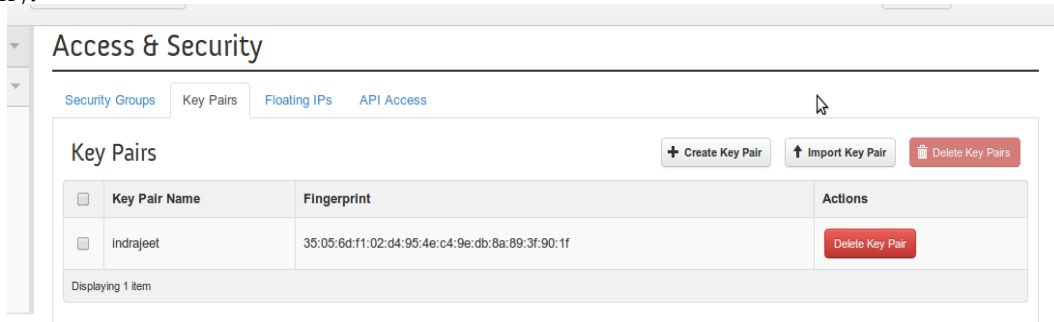 Access & Security
Security Groups Key Pairs Floating IPs API Access
Key Pairs + Create Key Pair Import Key Pair Delete Key Pairs
Key Pair Name Fingerprint Actions
indrajeet 35:05:6d:f1:02:d4:95:4e:c4:9e:db:8a:89:3f:90:1f Delete Key Pair
Displaying 1 item